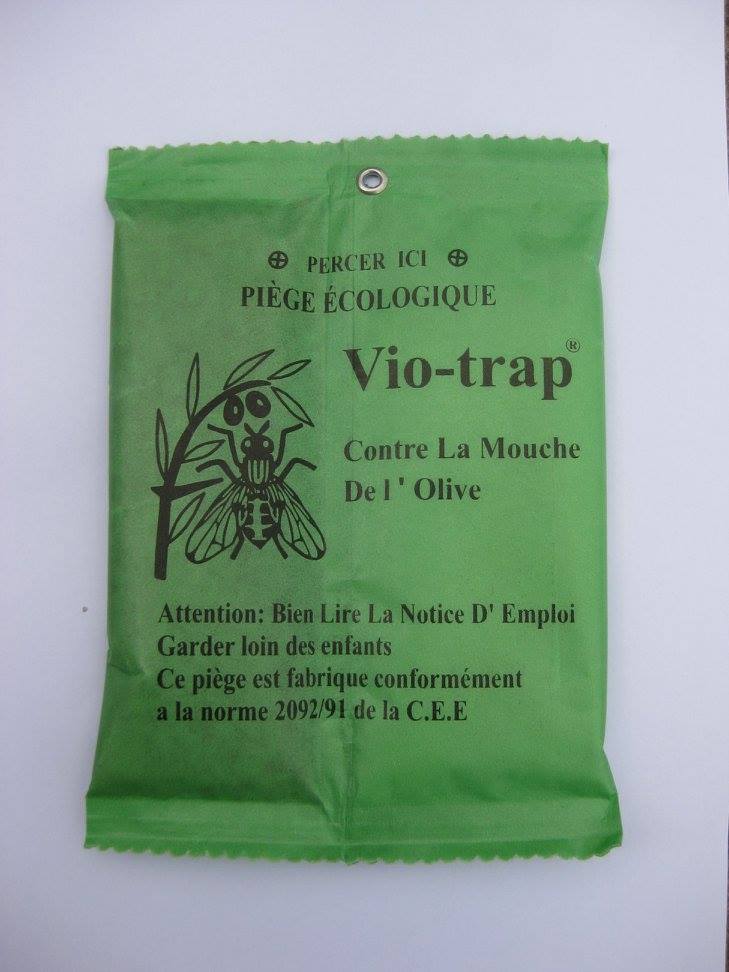 ⊕ PERCER ICI ⊕
PIÈGE ÉCOLOGIQUE
Vio-trap®
Contre La Mouche
De l ' Olive
Attention: Bien Lire La Notice D' Emploi
Garder loin des enfants
Ce piège est fabrique conformément
a la norme 2092/91 de la C.E.E